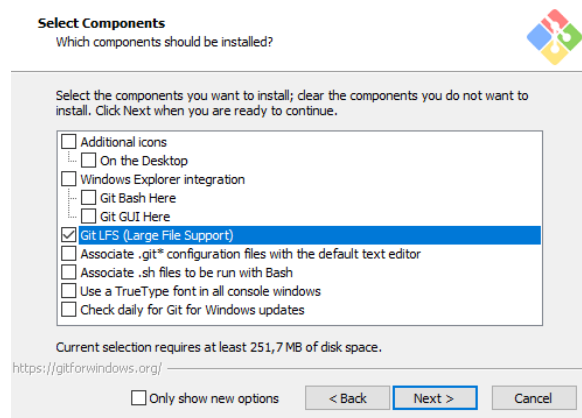 Select Components
Which components should be installed?
Select the components you want to install; clear the components you do not want to
install. Click Next when you are ready to continue.
Additional icons
On the Desktop
Windows Explorer integration
Git Bash Here
Git GUI Here
Git LFS (Large File Support)
Associate .git* configuration files with the default text editor
Associate .sh files to be run with Bash
Use a TrueType font in all console windows
Check daily for Git for Windows updates
Current selection requires at least 251,7 MB of disk space.
https://gitforwindows.org/
Only show new options
< Back
Next >
Cancel